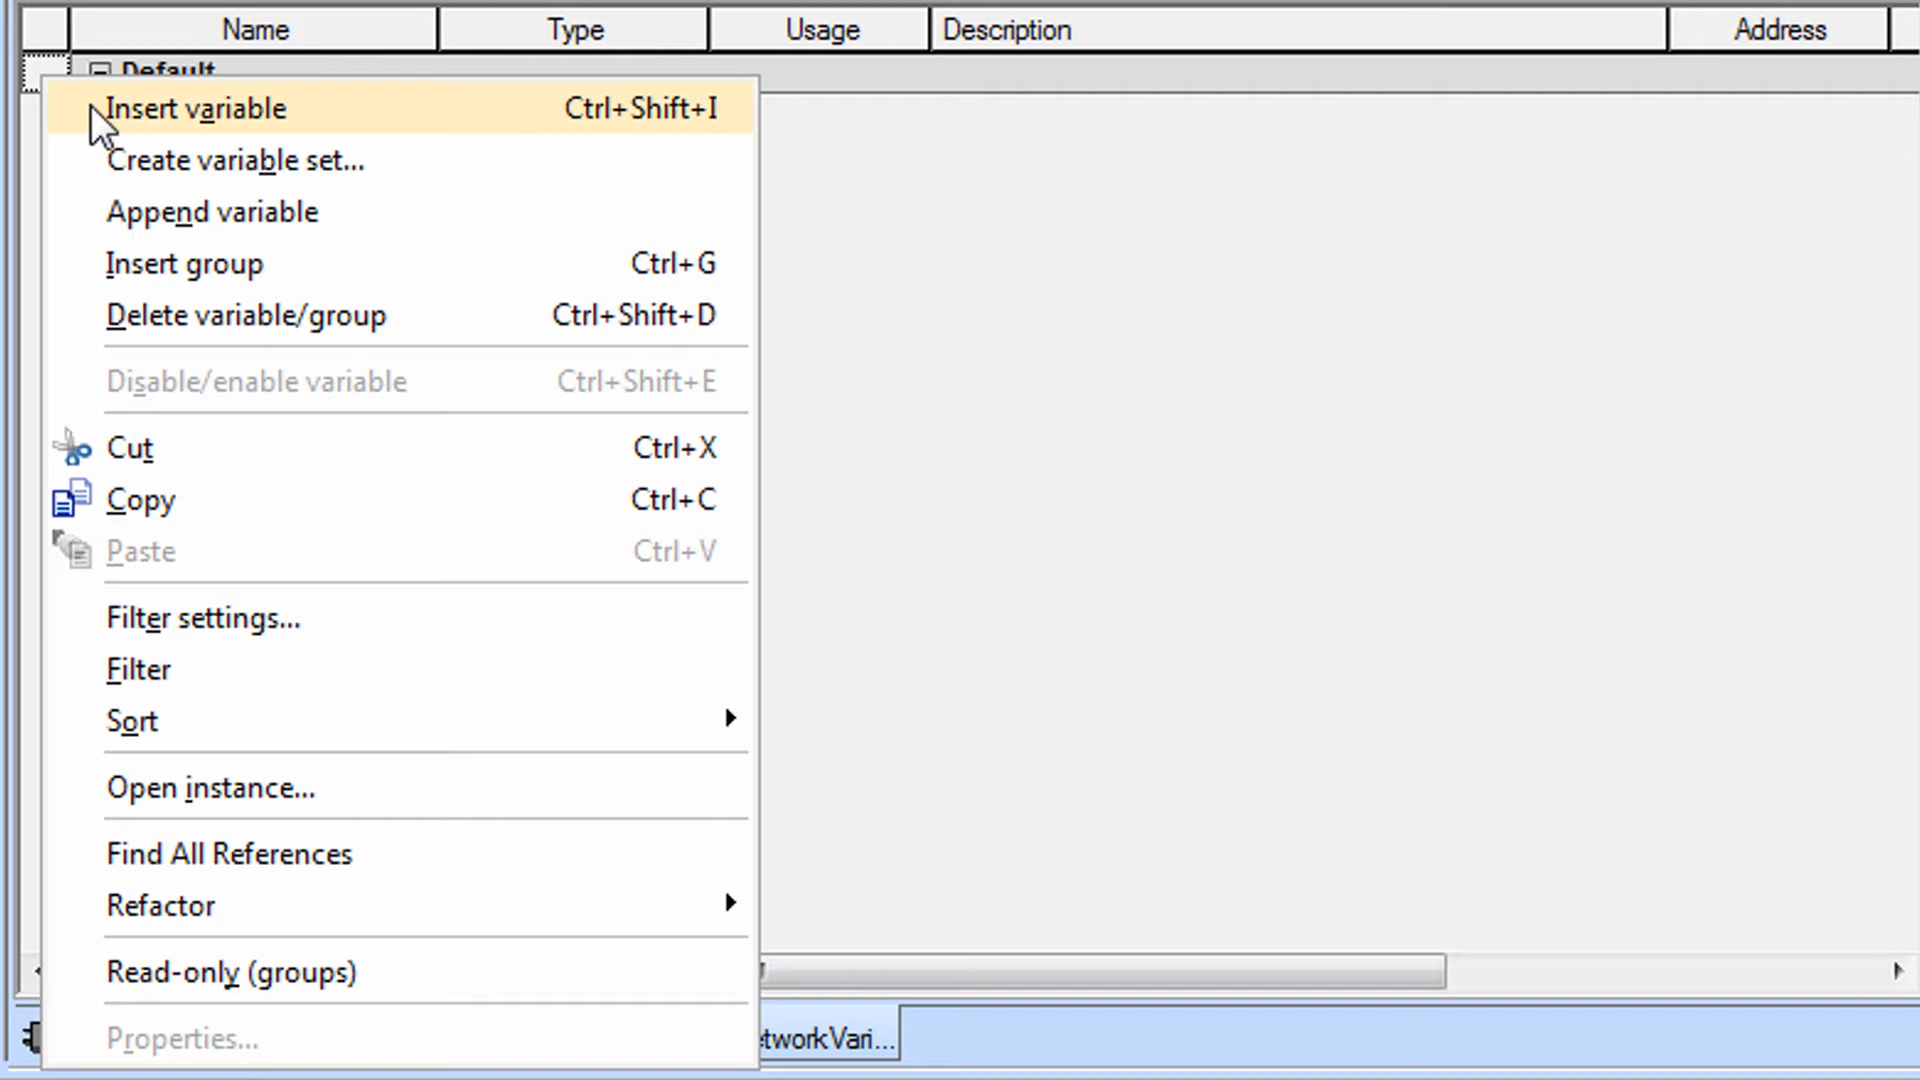 Name Type Usage Description Address
Default
Insert variable Ctrl+Shift+I
Create variable set...
Append variable
Insert group Ctrl+G
Delete variable/group Ctrl+Shift+D
Disable/enable variable Ctrl+Shift+E
Cut Ctrl+X
Copy Ctrl+C
Paste Ctrl+V
Filter settings...
Filter
Sort
Open instance...
Find All References
Refactor
Read-only (groups)
Properties...
etworkVari...